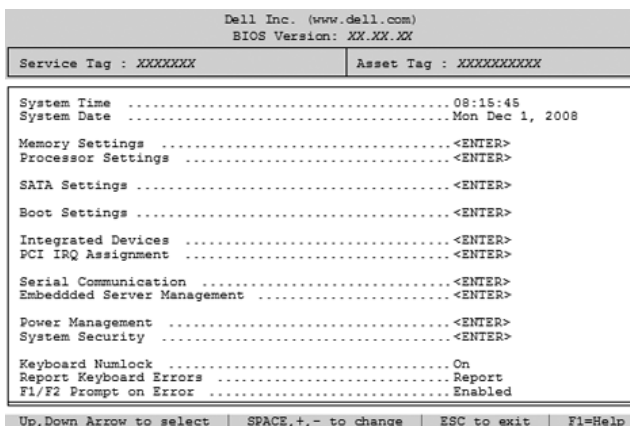 Dell Inc. (www.dell.com)
BIOS Version: XX.XX.XX
Service Tag : XXXXXXX | Asset Tag : XXXXXXXXXX
System Time ....................................... 08:15:45
System Date ....................................... Mon Dec 1, 2008
Memory Settings ................................... <ENTER>
Processor Settings ................................ <ENTER>
SATA Settings ...................................... <ENTER>
Boot Settings ...................................... <ENTER>
Integrated Devices ................................ <ENTER>
PCI IRQ Assignment ................................ <ENTER>
Serial Communication .............................. <ENTER>
Embeddded Server Management ....................... <ENTER>
Power Management .................................. <ENTER>
System Security ................................... <ENTER>
Keyboard Numlock .................................. On
Report Keyboard Errors ............................ Report
F1/F2 Prompt on Error ............................. Enabled
Up,Down Arrow to select | SPACE,+,- to change | ESC to exit | F1=Help